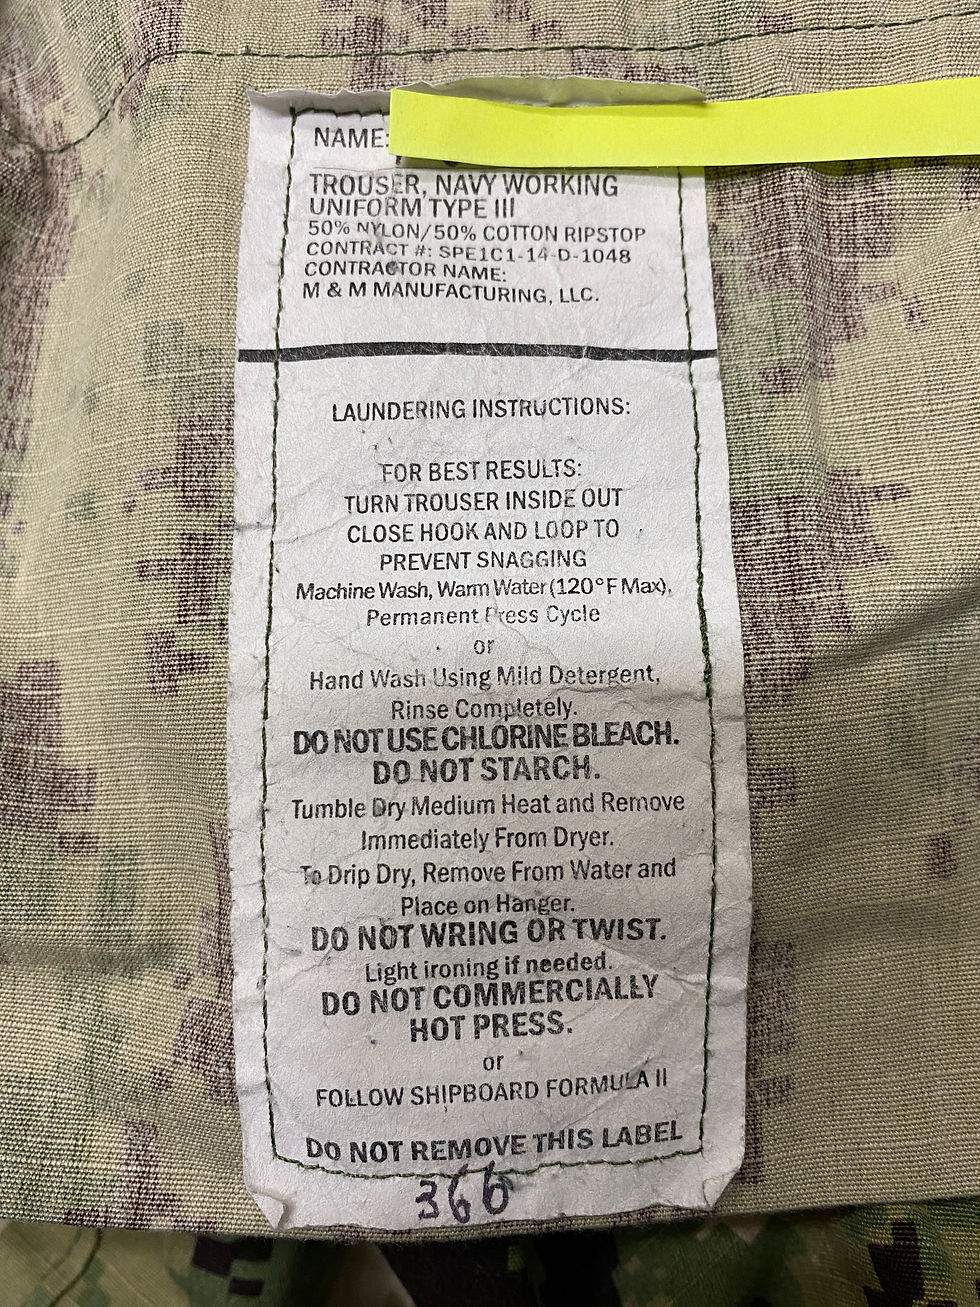 NAME:
TROUSER, NAVY WORKING
UNIFORM TYPE III
50% NYLON/50% COTTON RIPSTOP
CONTRACT #: SPE1C1-14-D-1048
CONTRACTOR NAME:
M & M MANUFACTURING, LLC.
LAUNDERING INSTRUCTIONS:
FOR BEST RESULTS:
TURN TROUSER INSIDE OUT
CLOSE HOOK AND LOOP TO
PREVENT SNAGGING
Machine Wash, Warm Water (120°F Max),
Permanent Press Cycle
or
Hand Wash Using Mild Detergent,
Rinse Completely.
DO NOT USE CHLORINE BLEACH.
DO NOT STARCH.
Tumble Dry Medium Heat and Remove
Immediately From Dryer.
To Drip Dry, Remove From Water and
Place on Hanger.
DO NOT WRING OR TWIST.
Light ironing if needed.
DO NOT COMMERCIALLY
HOT PRESS.
or
FOLLOW SHIPBOARD FORMULA II
DO NOT REMOVE THIS LABEL
366